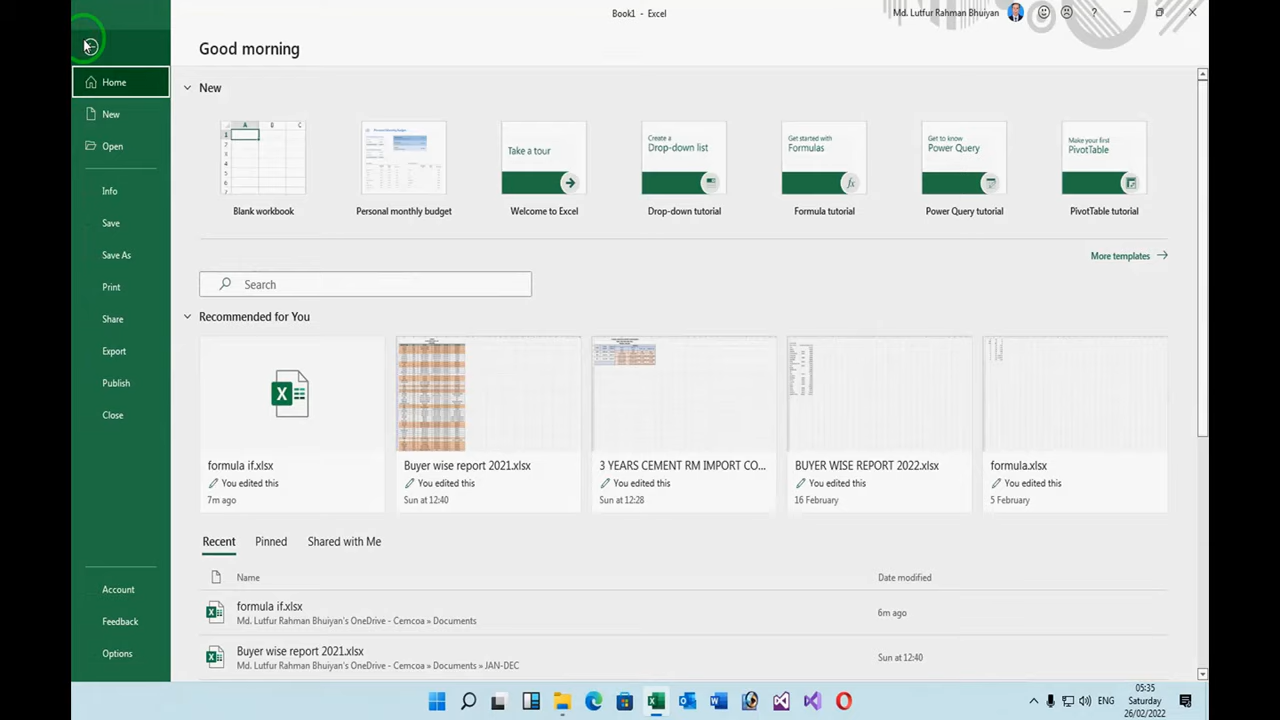 Book1 - Excel
Md. Lutfur Rahman Bhuiyan
?
Good morning
Home
New
Open
Info
Save
Save As
Print
Share
Export
Publish
Close
Account
Feedback
Options
New
Blank workbook
Personal monthly budget
Take a tour
Welcome to Excel
Create a
Drop-down list
Drop-down tutorial
Get started with
Formulas
fx
Formula tutorial
Get to know
Power Query
Power Query tutorial
Make your first
PivotTable
PivotTable tutorial
More templates
Search
Recommended for You
formula if.xlsx
You edited this
7m ago
Buyer wise report 2021.xlsx
You edited this
Sun at 12:40
3 YEARS CEMENT RM IMPORT CO...
You edited this
Sun at 12:28
BUYER WISE REPORT 2022.xlsx
You edited this
16 February
formula.xlsx
You edited this
5 February
Recent Pinned Shared with Me
Name Date modified
formula if.xlsx
Md. Lutfur Rahman Bhuiyan's OneDrive - Cemcoa » Documents
6m ago
Buyer wise report 2021.xlsx
Md. Lutfur Rahman Bhuiyan's OneDrive - Cemcoa » Documents » JAN-DEC
Sun at 12:40
ENG
05:35
Saturday
26/02/2022